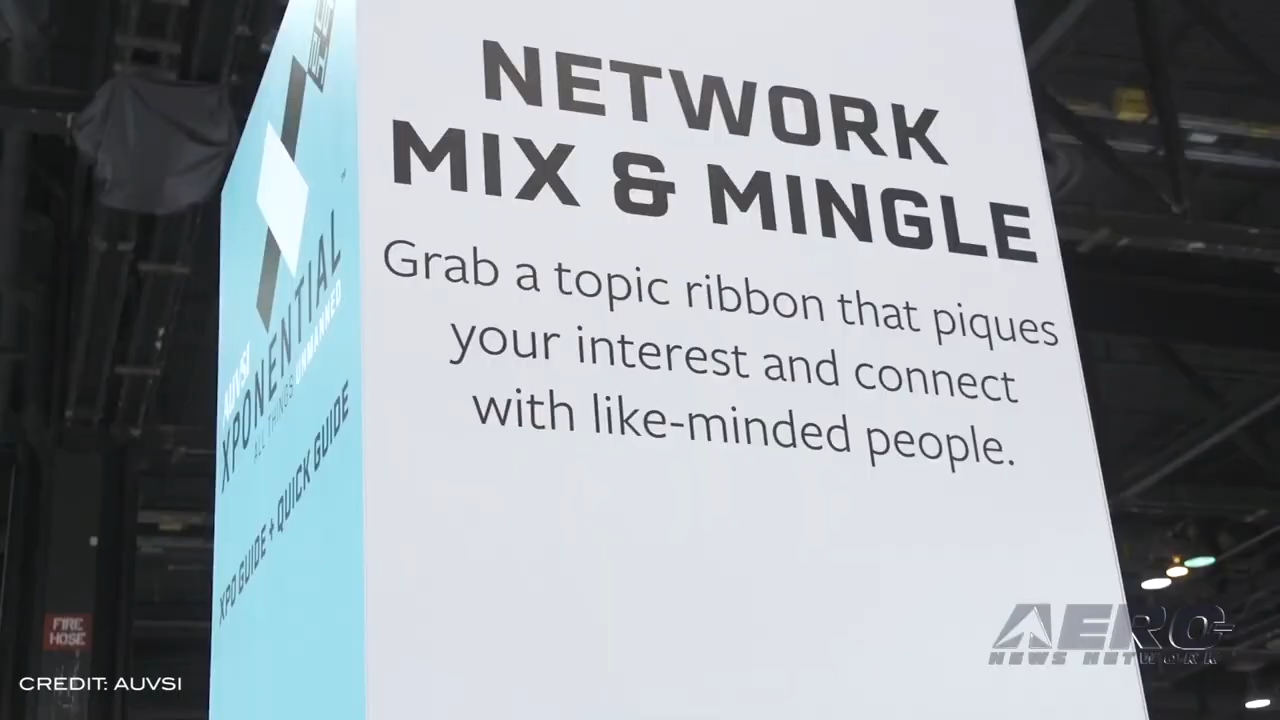 NETWORK
MIX & MINGLE
Grab a topic ribbon that piques
your interest and connect
with like-minded people.
AUVSI
XPONENTIAL
ALL THINGS UNMANNED
XPO GUIDE + QUICK GUIDE
FIRE
HOSE
CREDIT: AUVSI
AERO
NEWS NETWORK